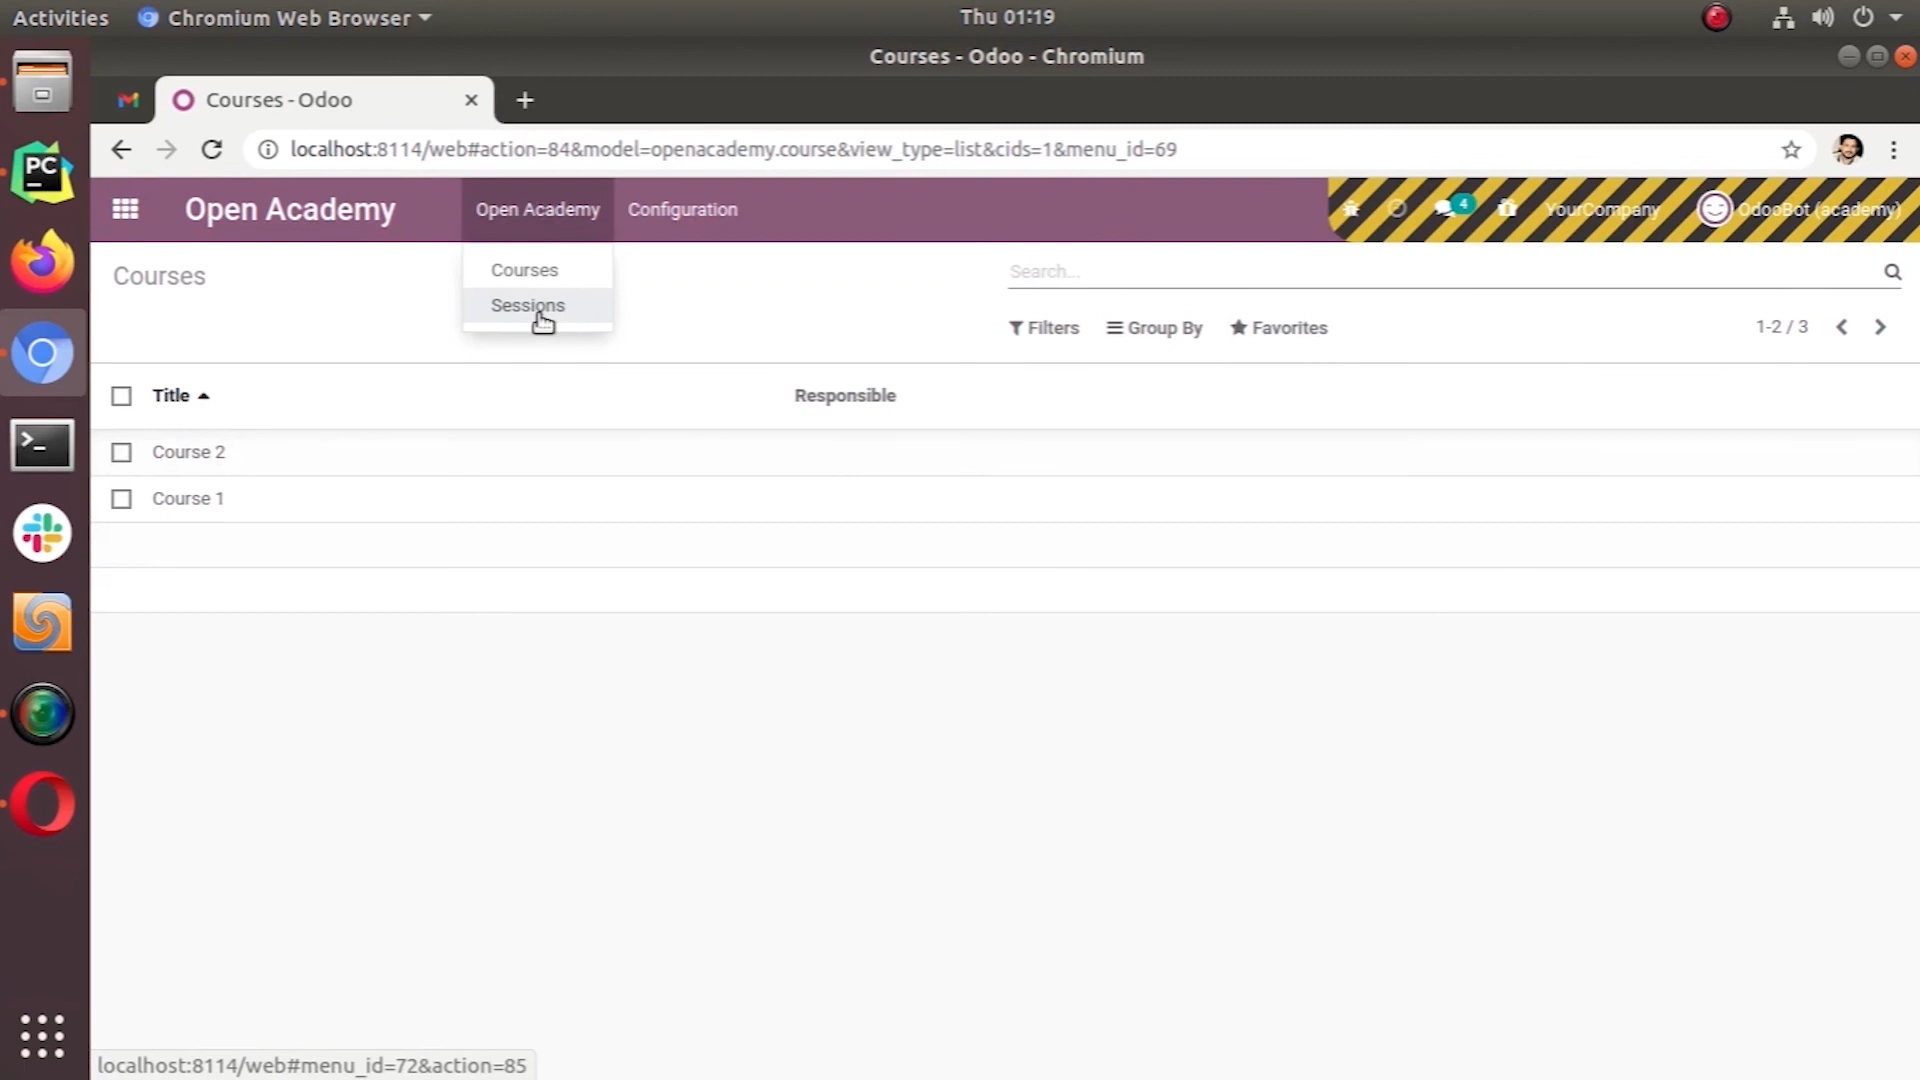 Activities
Chromium Web Browser
Thu 01:19
Courses - Odoo - Chromium
Courses - Odoo
localhost:8114/web#action=84&model=openacademy.course&view_type=list&cids=1&menu_id=69
PC
Open Academy
Open Academy
Configuration
4
YourCompany
OdooBot (academy)
Courses
Courses
Sessions
Search...
Filters
Group By
Favorites
1-2 / 3
Title
Responsible
Course 2
Course 1
localhost:8114/web#menu_id=72&action=85